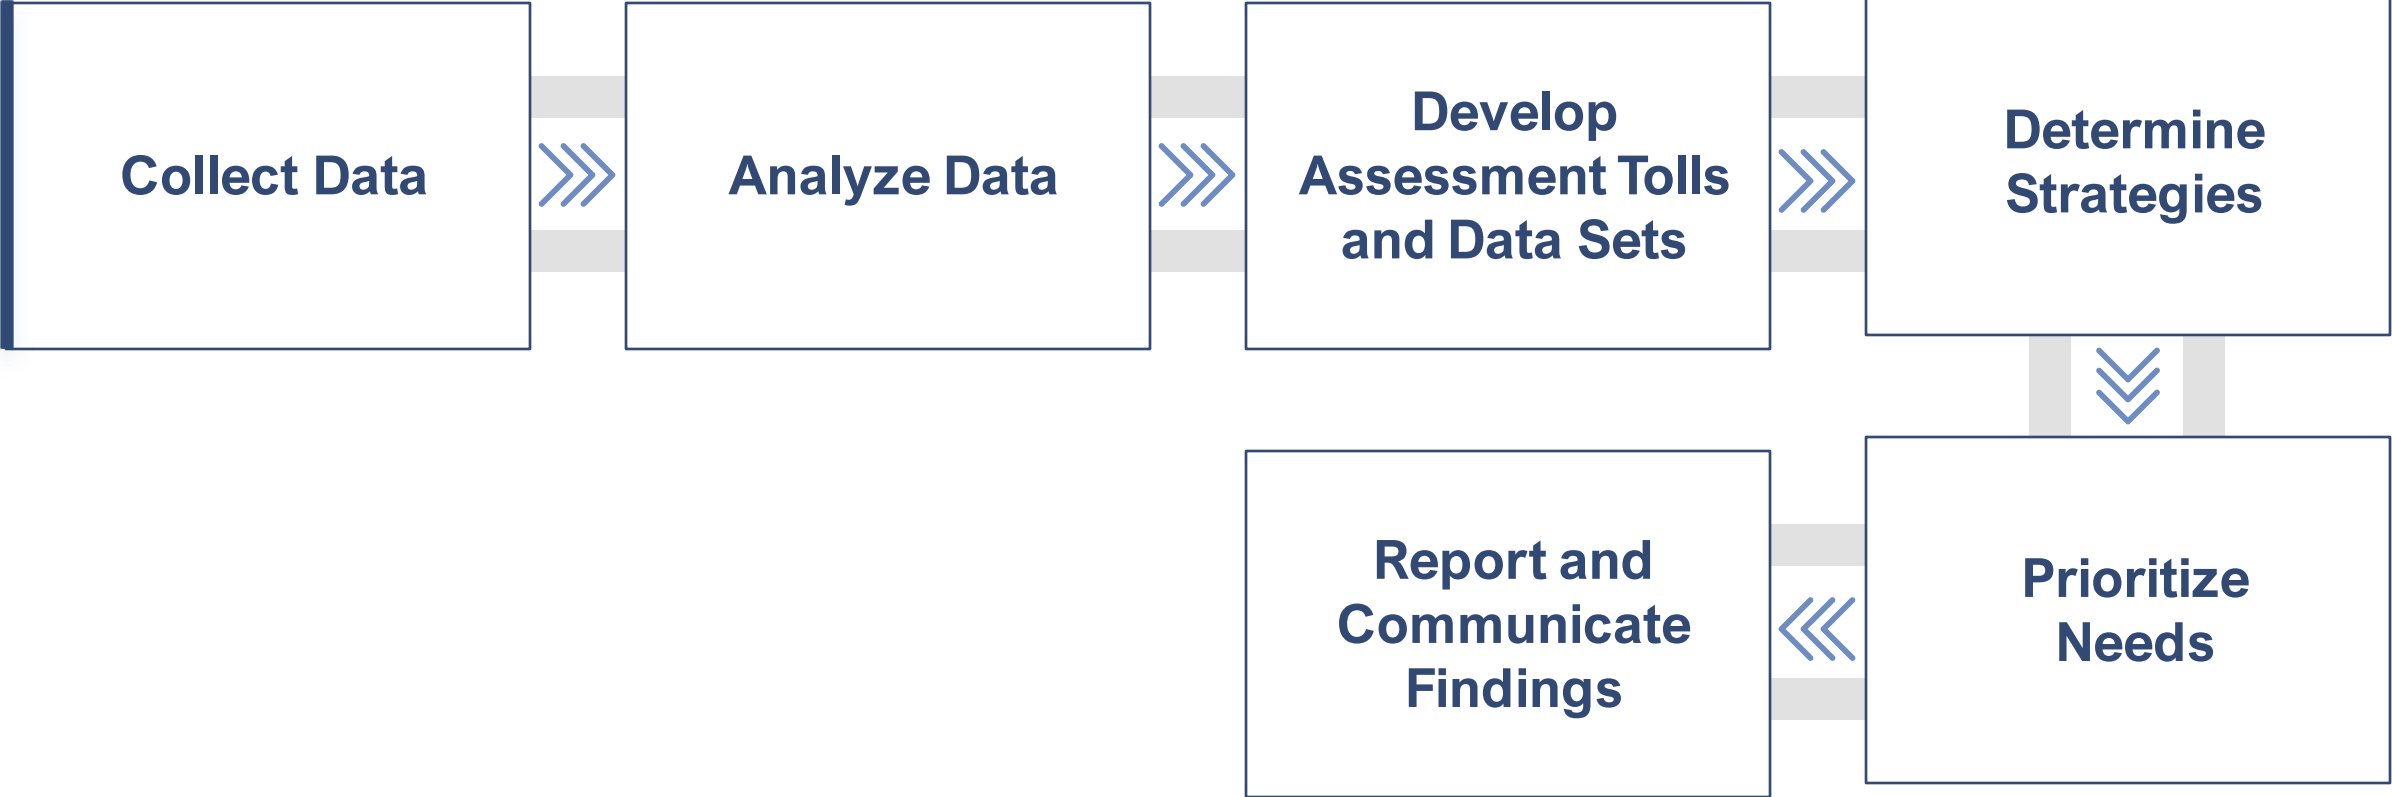 Collect Data
Analyze Data
Develop
Assessment Tolls
and Data Sets
Determine
Strategies
Prioritize
Needs
Report and
Communicate
Findings